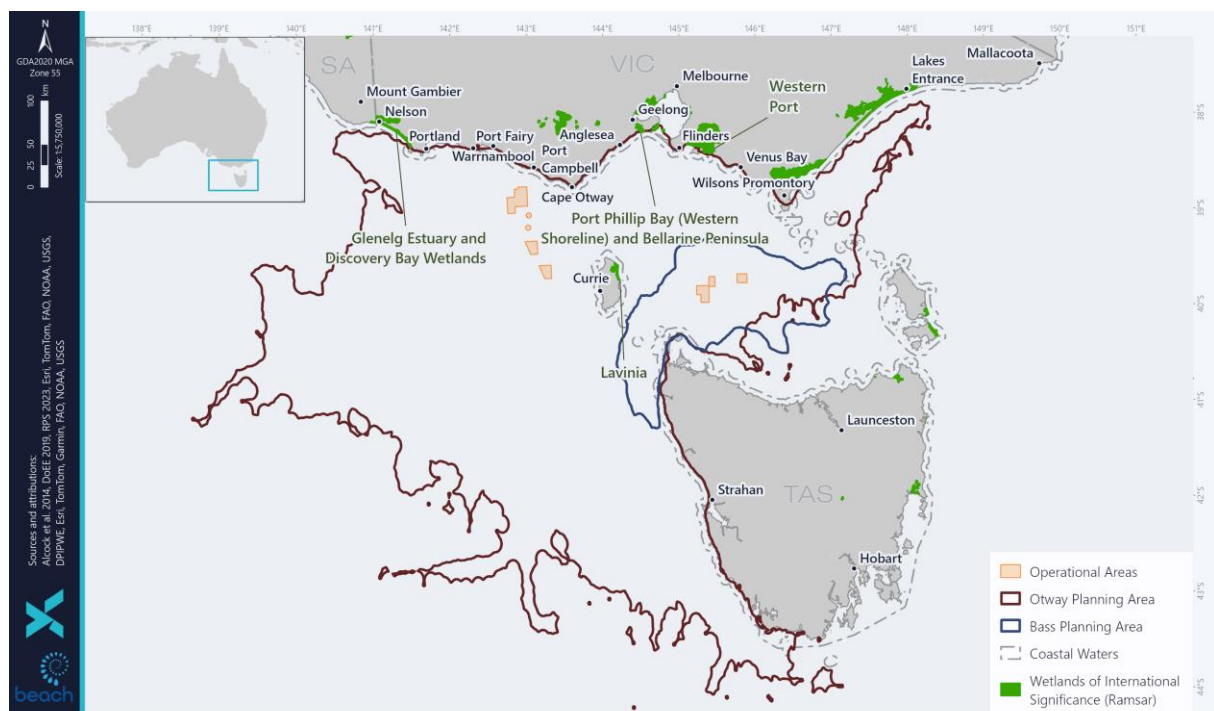 N
GDA2020 MGA
Zone 55
0 25 50 100
km
Scale: 1:5,750,000
Sources and attributions:
Alcock et al. 2014, DoEE 2019, RPS 2023, Esri, TomTom, FAO, NOAA, USGS,
DPIPWE, Esri, TomTom, Garmin, FAO, NOAA, USGS
beach
138°E
139°E
140°E
141°E
142°E
143°E
144°E
145°E
146°E
147°E
148°E
149°E
150°E
151°E
38°S
39°S
40°S
41°S
42°S
43°S
44°S
SA
VIC
TAS
Mount Gambier
Nelson
Portland
Port Fairy
Warrnambool
Port
Campbell
Cape Otway
Anglesea
Geelong
Melbourne
Flinders
Western
Port
Venus Bay
Wilsons Promontory
Lakes
Entrance
Mallacoota
Glenelg Estuary and
Discovery Bay Wetlands
Port Phillip Bay (Western
Shoreline) and Bellarine Peninsula
Currie
Lavinia
Launceston
Strahan
Hobart
Operational Areas
Otway Planning Area
Bass Planning Area
Coastal Waters
Wetlands of International
Significance (Ramsar)